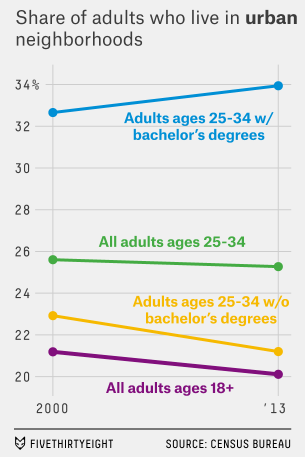 Share of adults who live in urban
neighborhoods
34%
32
30
28
26
24
22
20
Adults ages 25-34 w/
bachelor's degrees
All adults ages 25-34
Adults ages 25-34 w/o
bachelor's degrees
All adults ages 18+
2000
'13
FIVETHIRTYEIGHT
SOURCE: CENSUS BUREAU